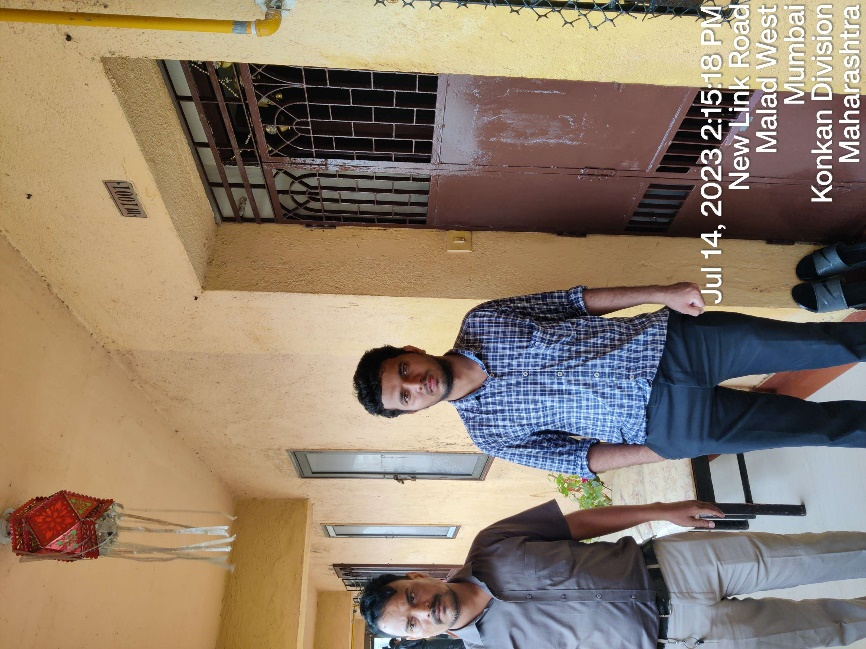 Jul 14, 2023 2:15:18 PM
New Link Road
Malad West
Mumbai
Konkan Division
Maharashtra